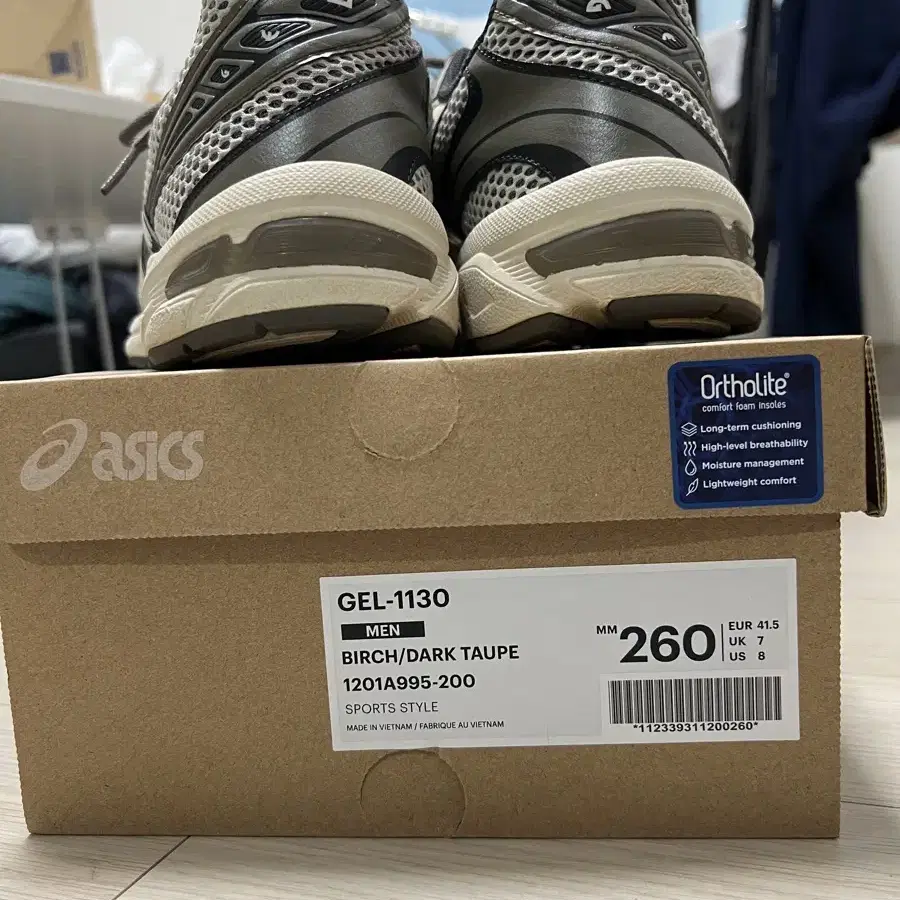 asics
Ortholite®
comfort foam insoles
Long-term cushioning
High-level breathability
Moisture management
Lightweight comfort
GEL-1130
MEN
BIRCH/DARK TAUPE
1201A995-200
SPORTS STYLE
MADE IN VIETNAM / FABRIQUE AU VIETNAM
MM 260
EUR 41.5
UK 7
US 8
*112339311200260*